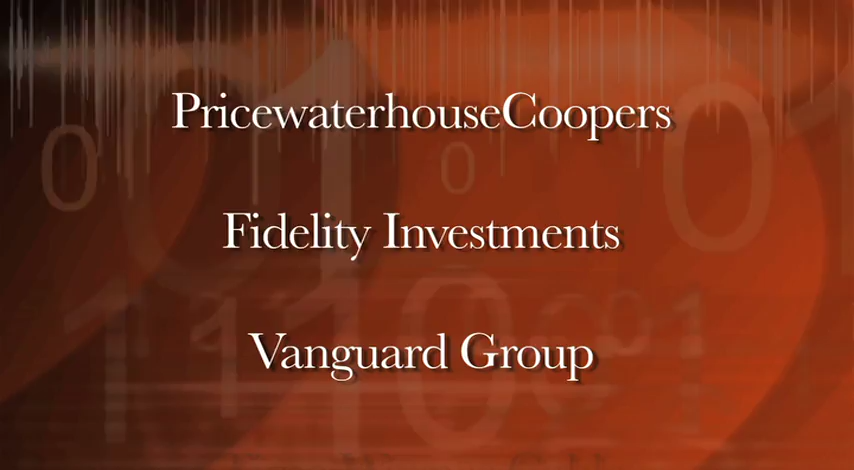 PricewaterhouseCoopers
Fidelity Investments
Vanguard Group